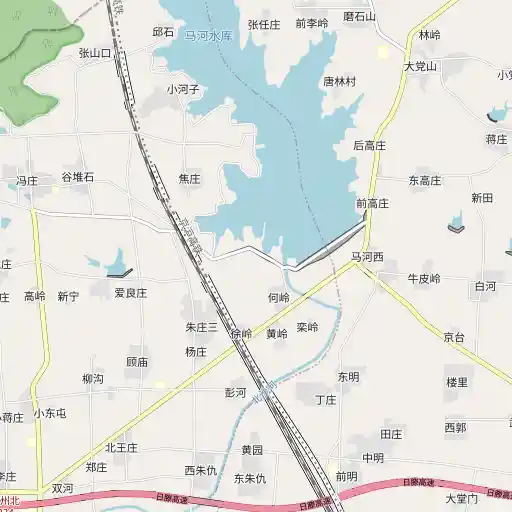 高铁
邱石
马河水库
张任庄
前李岭
磨石山
林岭
张山口
大党山
小党
小河子
唐林村
蒋庄
后高庄
冯庄
谷堆石
焦庄
东高庄
前高庄
新田
京沪高铁
马河西
牛皮岭
白河
庄
高岭
新宁
爱良庄
何岭
朱庄三
徐岭
黄岭
栾岭
京台
杨庄
顾庙
柳沟
彭河
东明
楼里
小蒋庄
小东屯
丁庄
西郭
田庄
北王庄
黄园
中明
李庄
郑庄
西朱仇
东朱仇
前明
双河
日滕高速
日滕高速
大堂门
州北